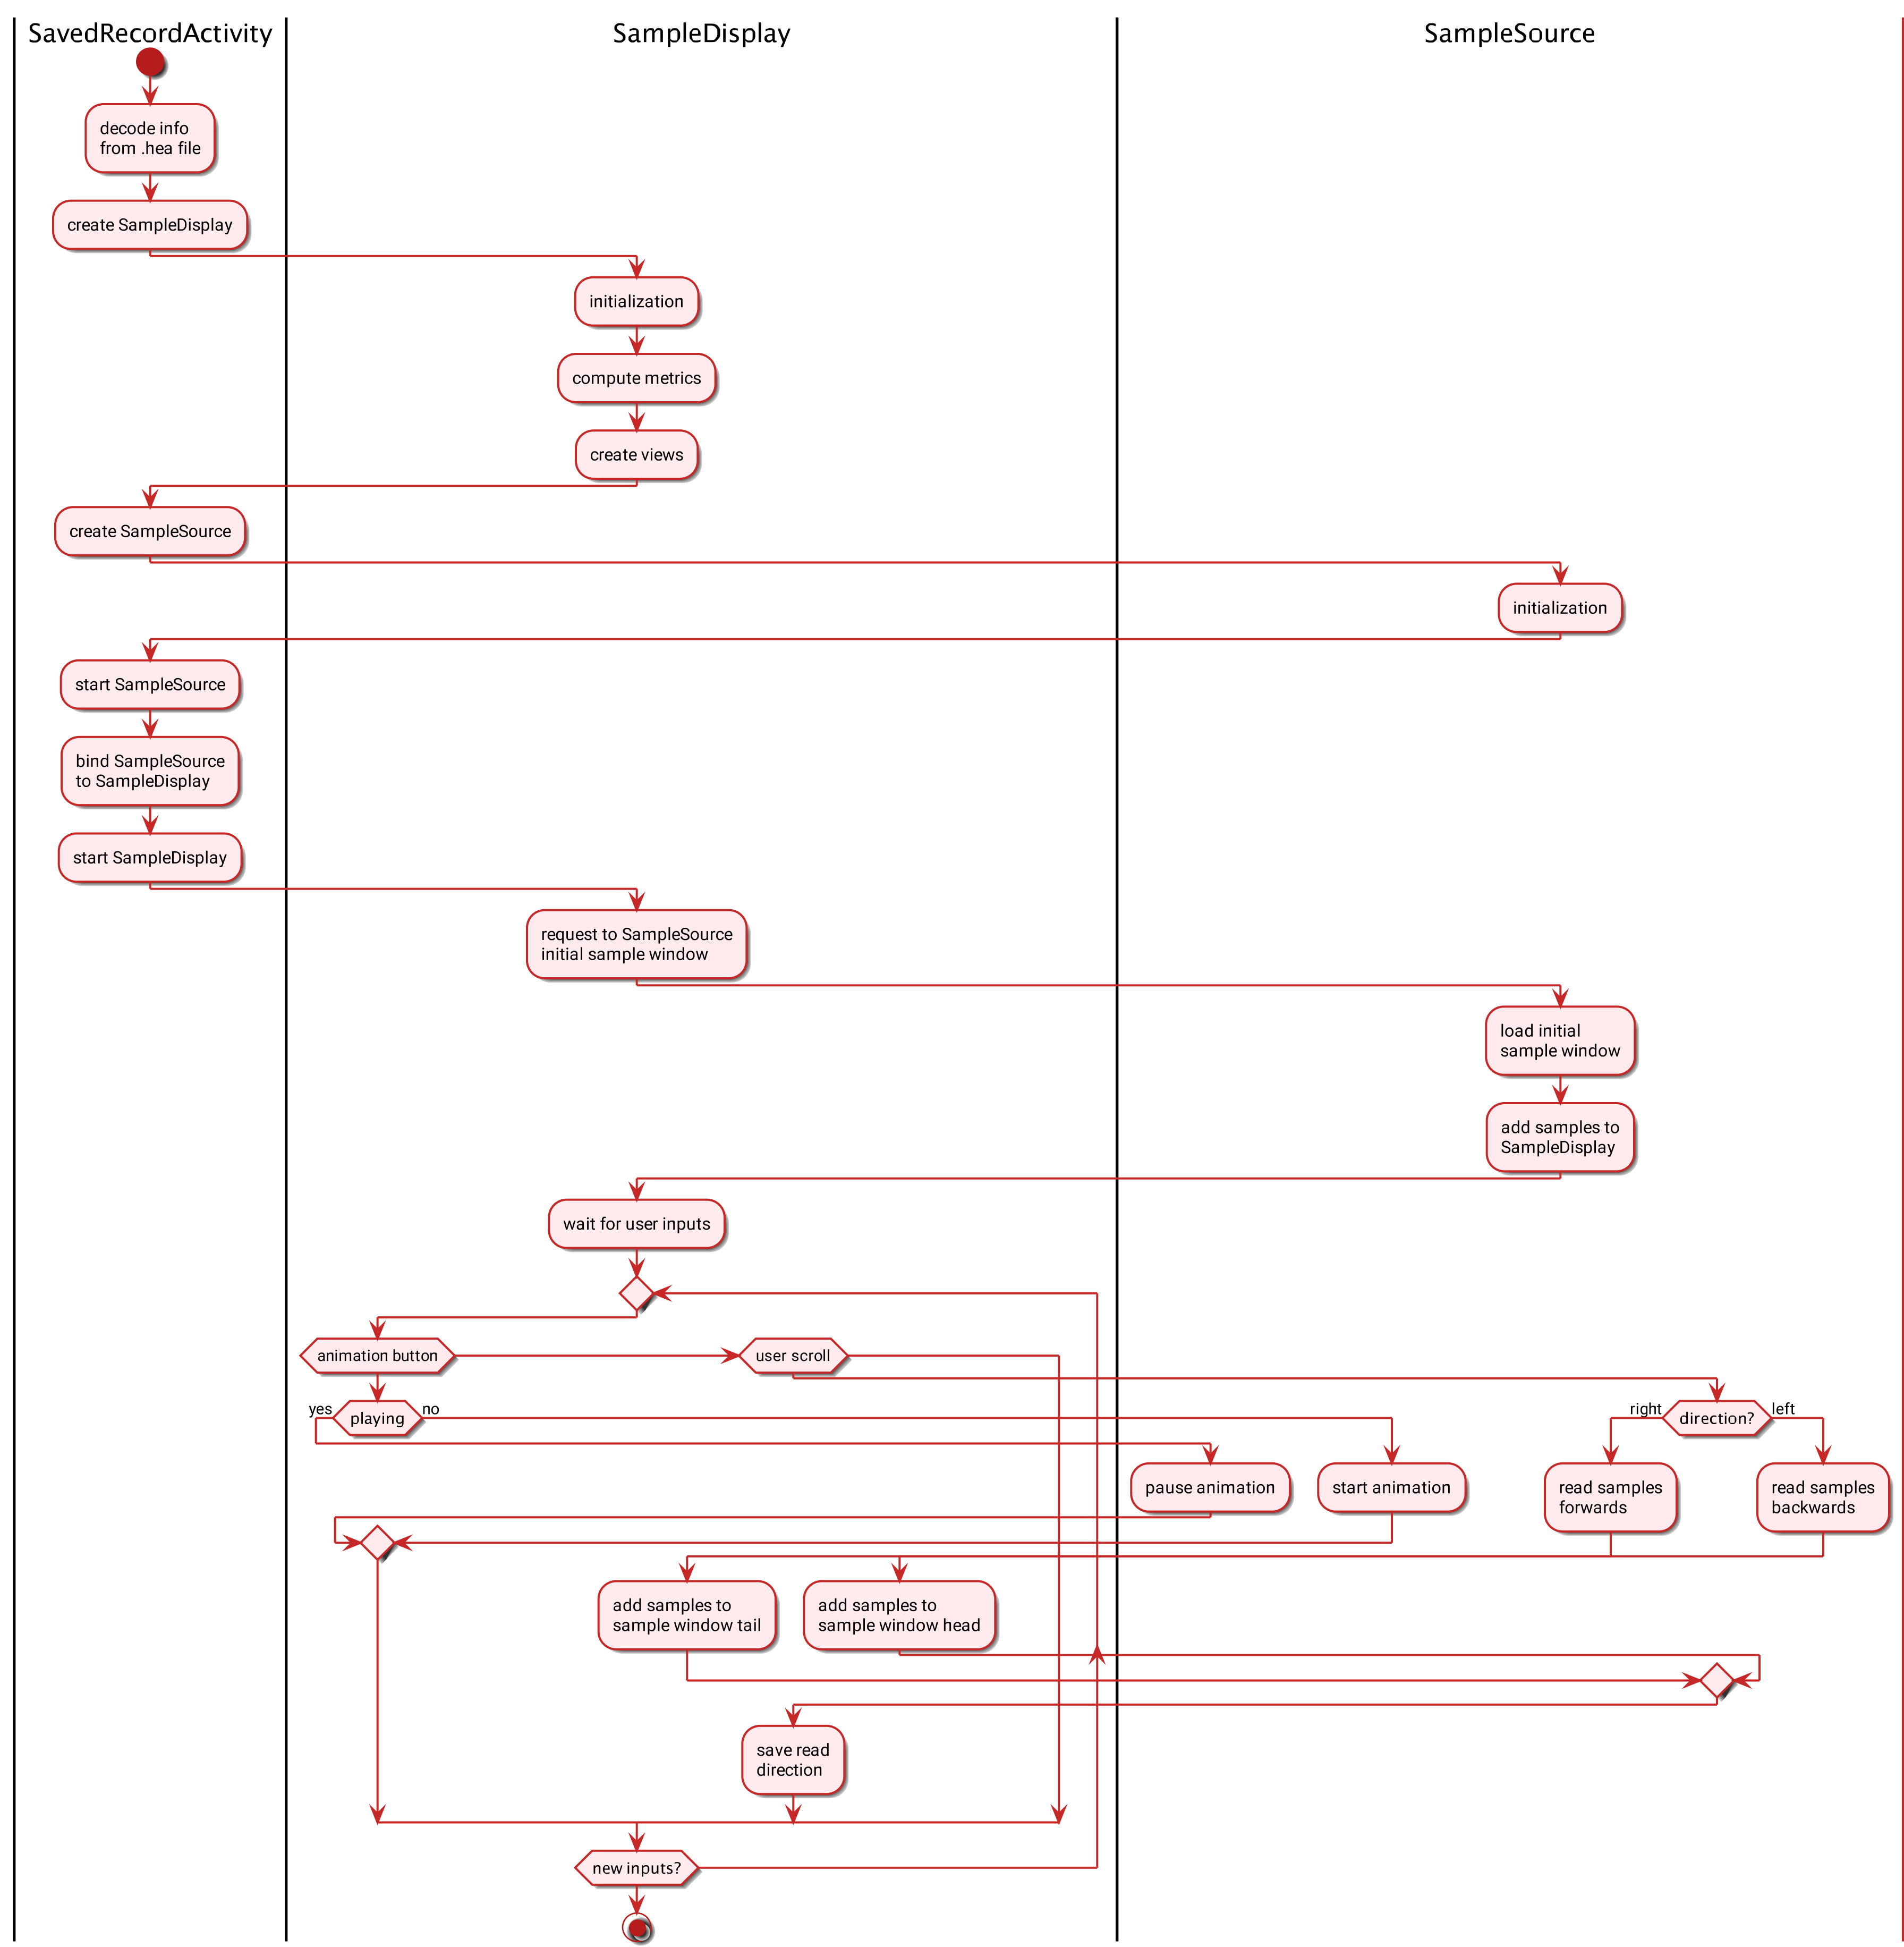 SavedRecordActivity
SampleDisplay
SampleSource
decode info
from .hea file
create SampleDisplay
initialization
compute metrics
create views
create SampleSource
initialization
start SampleSource
bind SampleSource
to SampleDisplay
start SampleDisplay
request to SampleSource
initial sample window
load initial
sample window
add samples to
SampleDisplay
wait for user inputs
animation button
user scroll
yes
playing
no
right
direction?
left
pause animation
start animation
read samples
forwards
read samples
backwards
add samples to
sample window tail
add samples to
sample window head
save read
direction
new inputs?